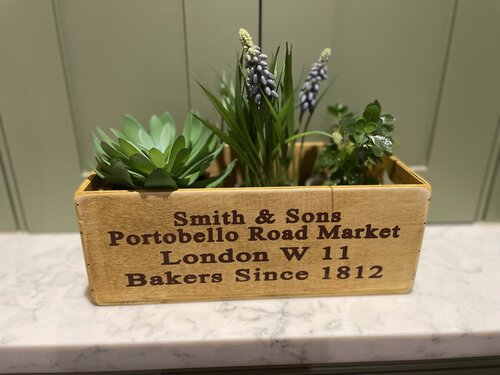 Smith & Sons
Portobello Road Market
London W 11
Bakers Since 1812